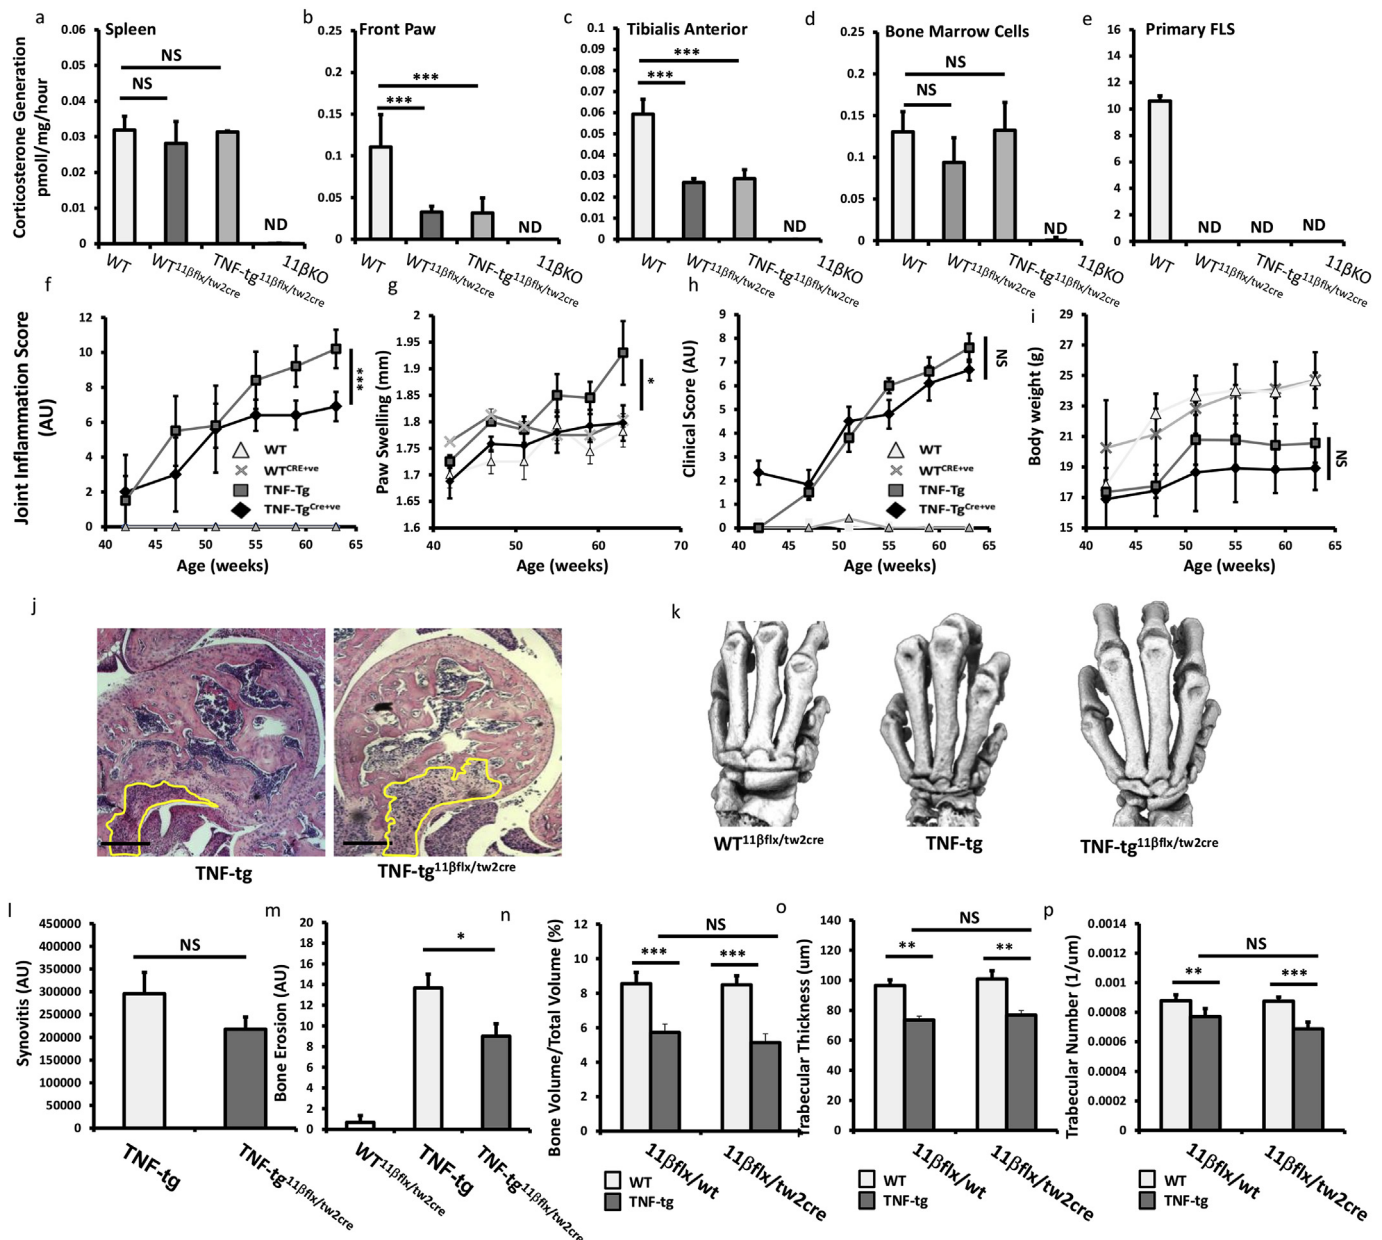 a
Spleen
Corticosterone Generation
pmoll/mg/hour
0.06
0.05
0.04
0.03
0.02
0.01
0
NS
NS
ND
WT
WT11βflx/tw2cre
TNF-tg11βflx/tw2cre
11βKO
b
Front Paw
0.25
0.2
0.15
0.1
0.05
0
***
***
ND
WT
WT11βflx/tw2cre
TNF-tg11βflx/tw2cre
11βKO
c
Tibialis Anterior
0.1
0.09
0.08
0.07
0.06
0.05
0.04
0.03
0.02
0.01
0
***
***
ND
WT
WT11βflx/tw2cre
TNF-tg11βflx/tw2cre
11βKO
d
Bone Marrow Cells
0.25
0.2
0.15
0.1
0.05
0
NS
NS
ND
WT
WT11βflx/tw2cre
TNF-tg11βflx/tw2cre
11βKO
e
Primary FLS
16
14
12
10
8
6
4
2
0
ND
ND
ND
WT
WT11βflx/tw2cre
TNF-tg11βflx/tw2cre
11βKO
f
Joint Inflammation Score
(AU)
12
10
8
6
4
2
0
***
WT
WTCRE+ve
TNF-Tg
TNF-TgCre+ve
40
45
50
55
60
65
Age (weeks)
g
Paw Swelling (mm)
2
1.95
1.9
1.85
1.8
1.75
1.7
1.65
1.6
*
40
50
60
70
Age (weeks)
h
Clinical Score (AU)
9
8
7
6
5
4
3
2
1
0
NS
WT
WTCRE+ve
TNF-Tg
TNF-TgCre+ve
40
45
50
55
60
65
Age (weeks)
i
Body weight (g)
29
27
25
23
21
19
17
15
NS
40
45
50
55
60
65
Age (weeks)
j
TNF-tg
TNF-tg11βflx/tw2cre
k
WT11βflx/tw2cre
TNF-tg
TNF-tg11βflx/tw2cre
l
Synovitis (AU)
450000
400000
350000
300000
250000
200000
150000
100000
50000
0
NS
TNF-tg
TNF-tg11βflx/tw2cre
m
Bone Erosion (AU)
20
18
16
14
12
10
8
6
4
2
0
*
WT11βflx/tw2cre
TNF-tg
TNF-tg11βflx/tw2cre
n
Bone Volume/Total Volume (%)
12
10
8
6
4
2
0
NS
***
***
11βflx/wt
11βflx/tw2cre
WT
TNF-tg
o
Trabecular Thickness (um)
140
120
100
80
60
40
20
0
NS
**
**
11βflx/wt
11βflx/tw2cre
WT
TNF-tg
p
Trabecular Number (1/um)
0.0014
0.0012
0.001
0.0008
0.0006
0.0004
0.0002
0
NS
**
***
11βflx/wt
11βflx/tw2cre
WT
TNF-tg